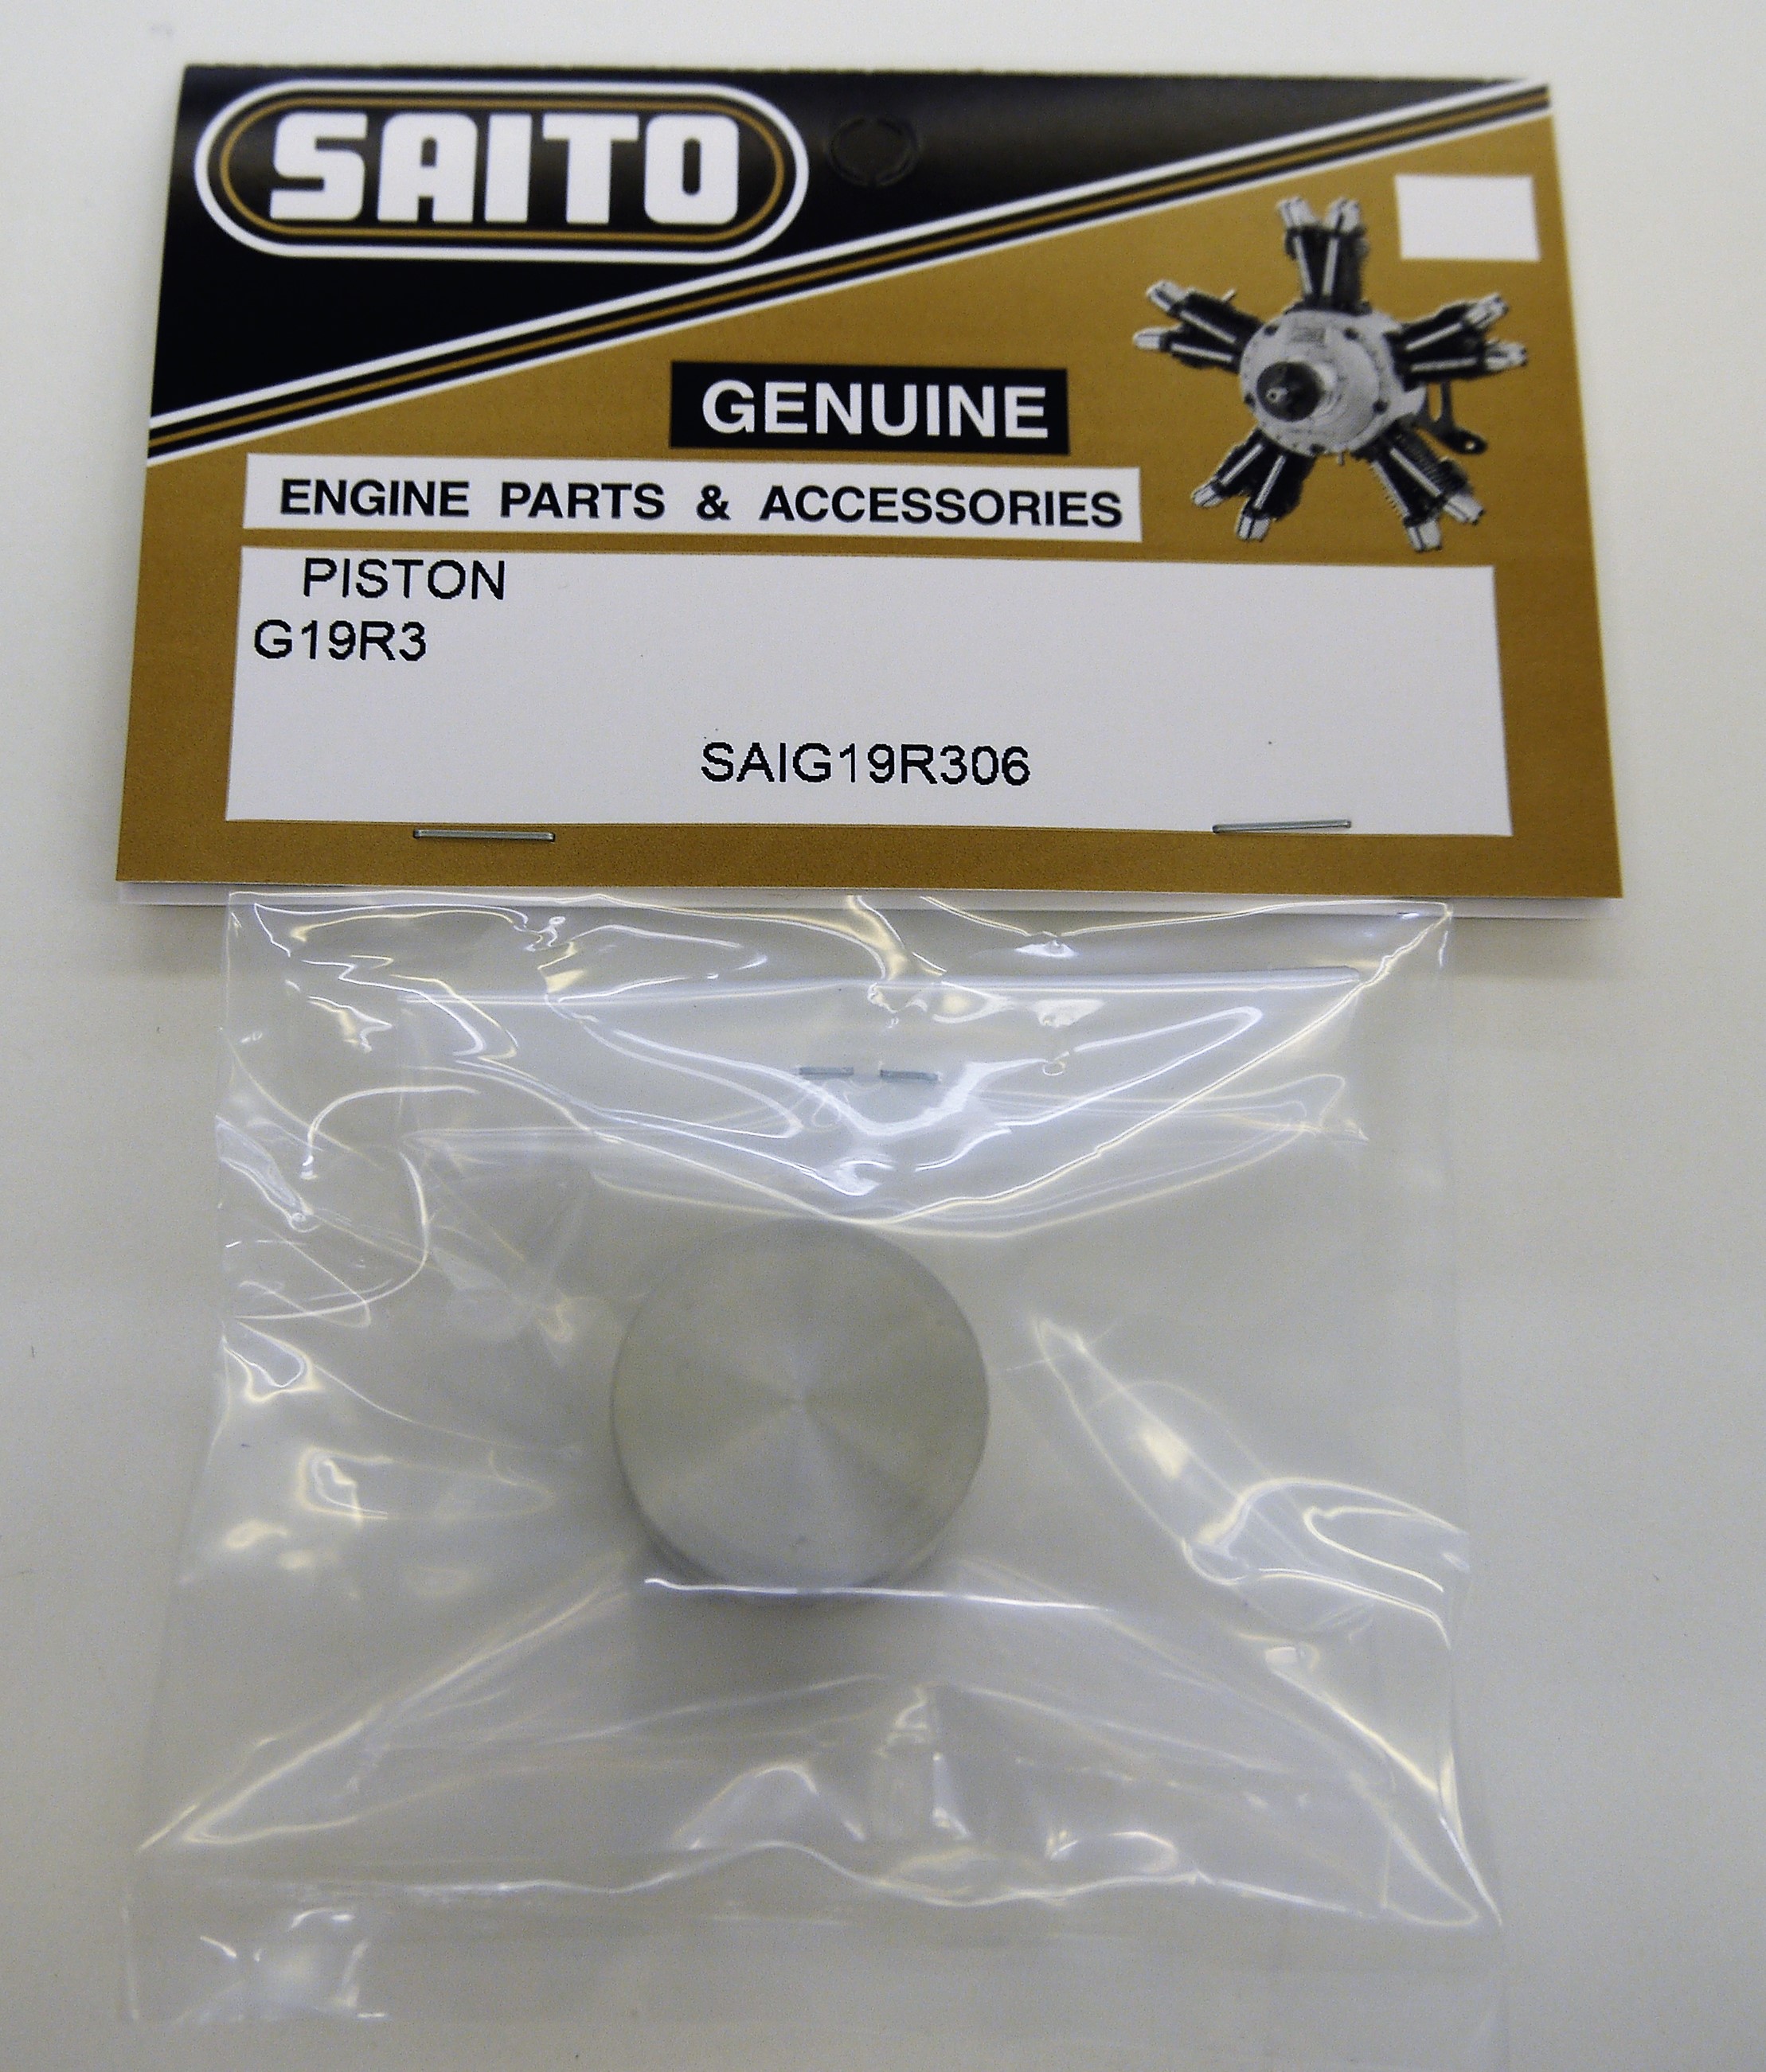 SAITO
GENUINE
ENGINE PARTS & ACCESSORIES
PISTON
G19R3
SAIG19R306